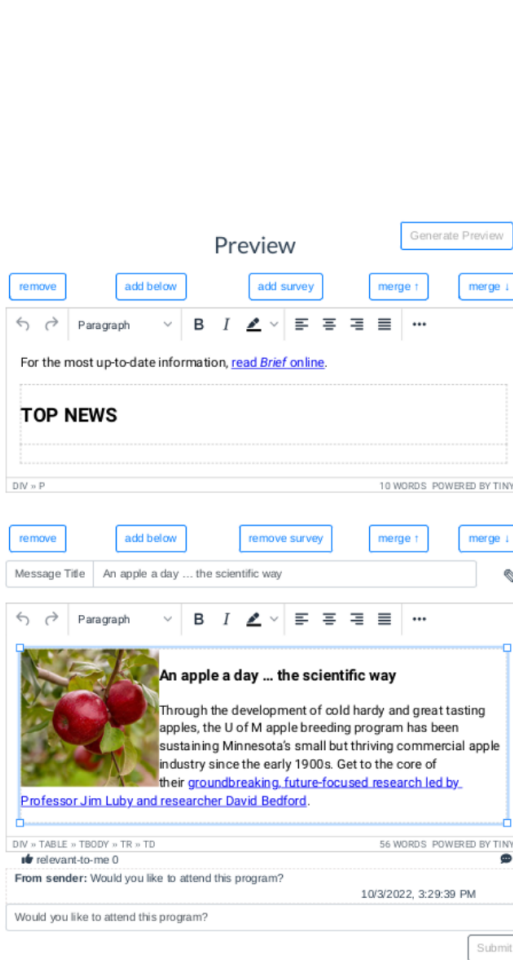 Preview
Generate Preview
remove add below add survey merge ↑ merge ↓
Paragraph B I
For the most up-to-date information, read Brief online.
TOP NEWS
DIV » P 10 WORDS POWERED BY TINY
remove add below remove survey merge ↑ merge ↓
Message Title An apple a day ... the scientific way
Paragraph B I
An apple a day ... the scientific way
Through the development of cold hardy and great tasting
apples, the U of M apple breeding program has been
sustaining Minnesota's small but thriving commercial apple
industry since the early 1900s. Get to the core of
their groundbreaking, future-focused research led by
Professor Jim Luby and researcher David Bedford.
DIV » TABLE » TBODY » TR » TD 56 WORDS POWERED BY TINY
relevant-to-me 0
From sender: Would you like to attend this program?
10/3/2022, 3:29:39 PM
Would you like to attend this program?
Submit